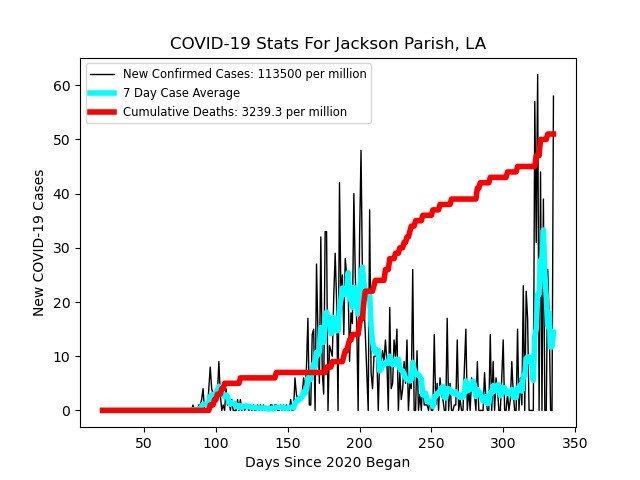 COVID-19 Stats For Jackson Parish, LA
New Confirmed Cases: 113500 per million
7 Day Case Average
Cumulative Deaths: 3239.3 per million
New COVID-19 Cases
60
50
40
30
20
10
0
50 100 150 200 250 300 350
Days Since 2020 Began